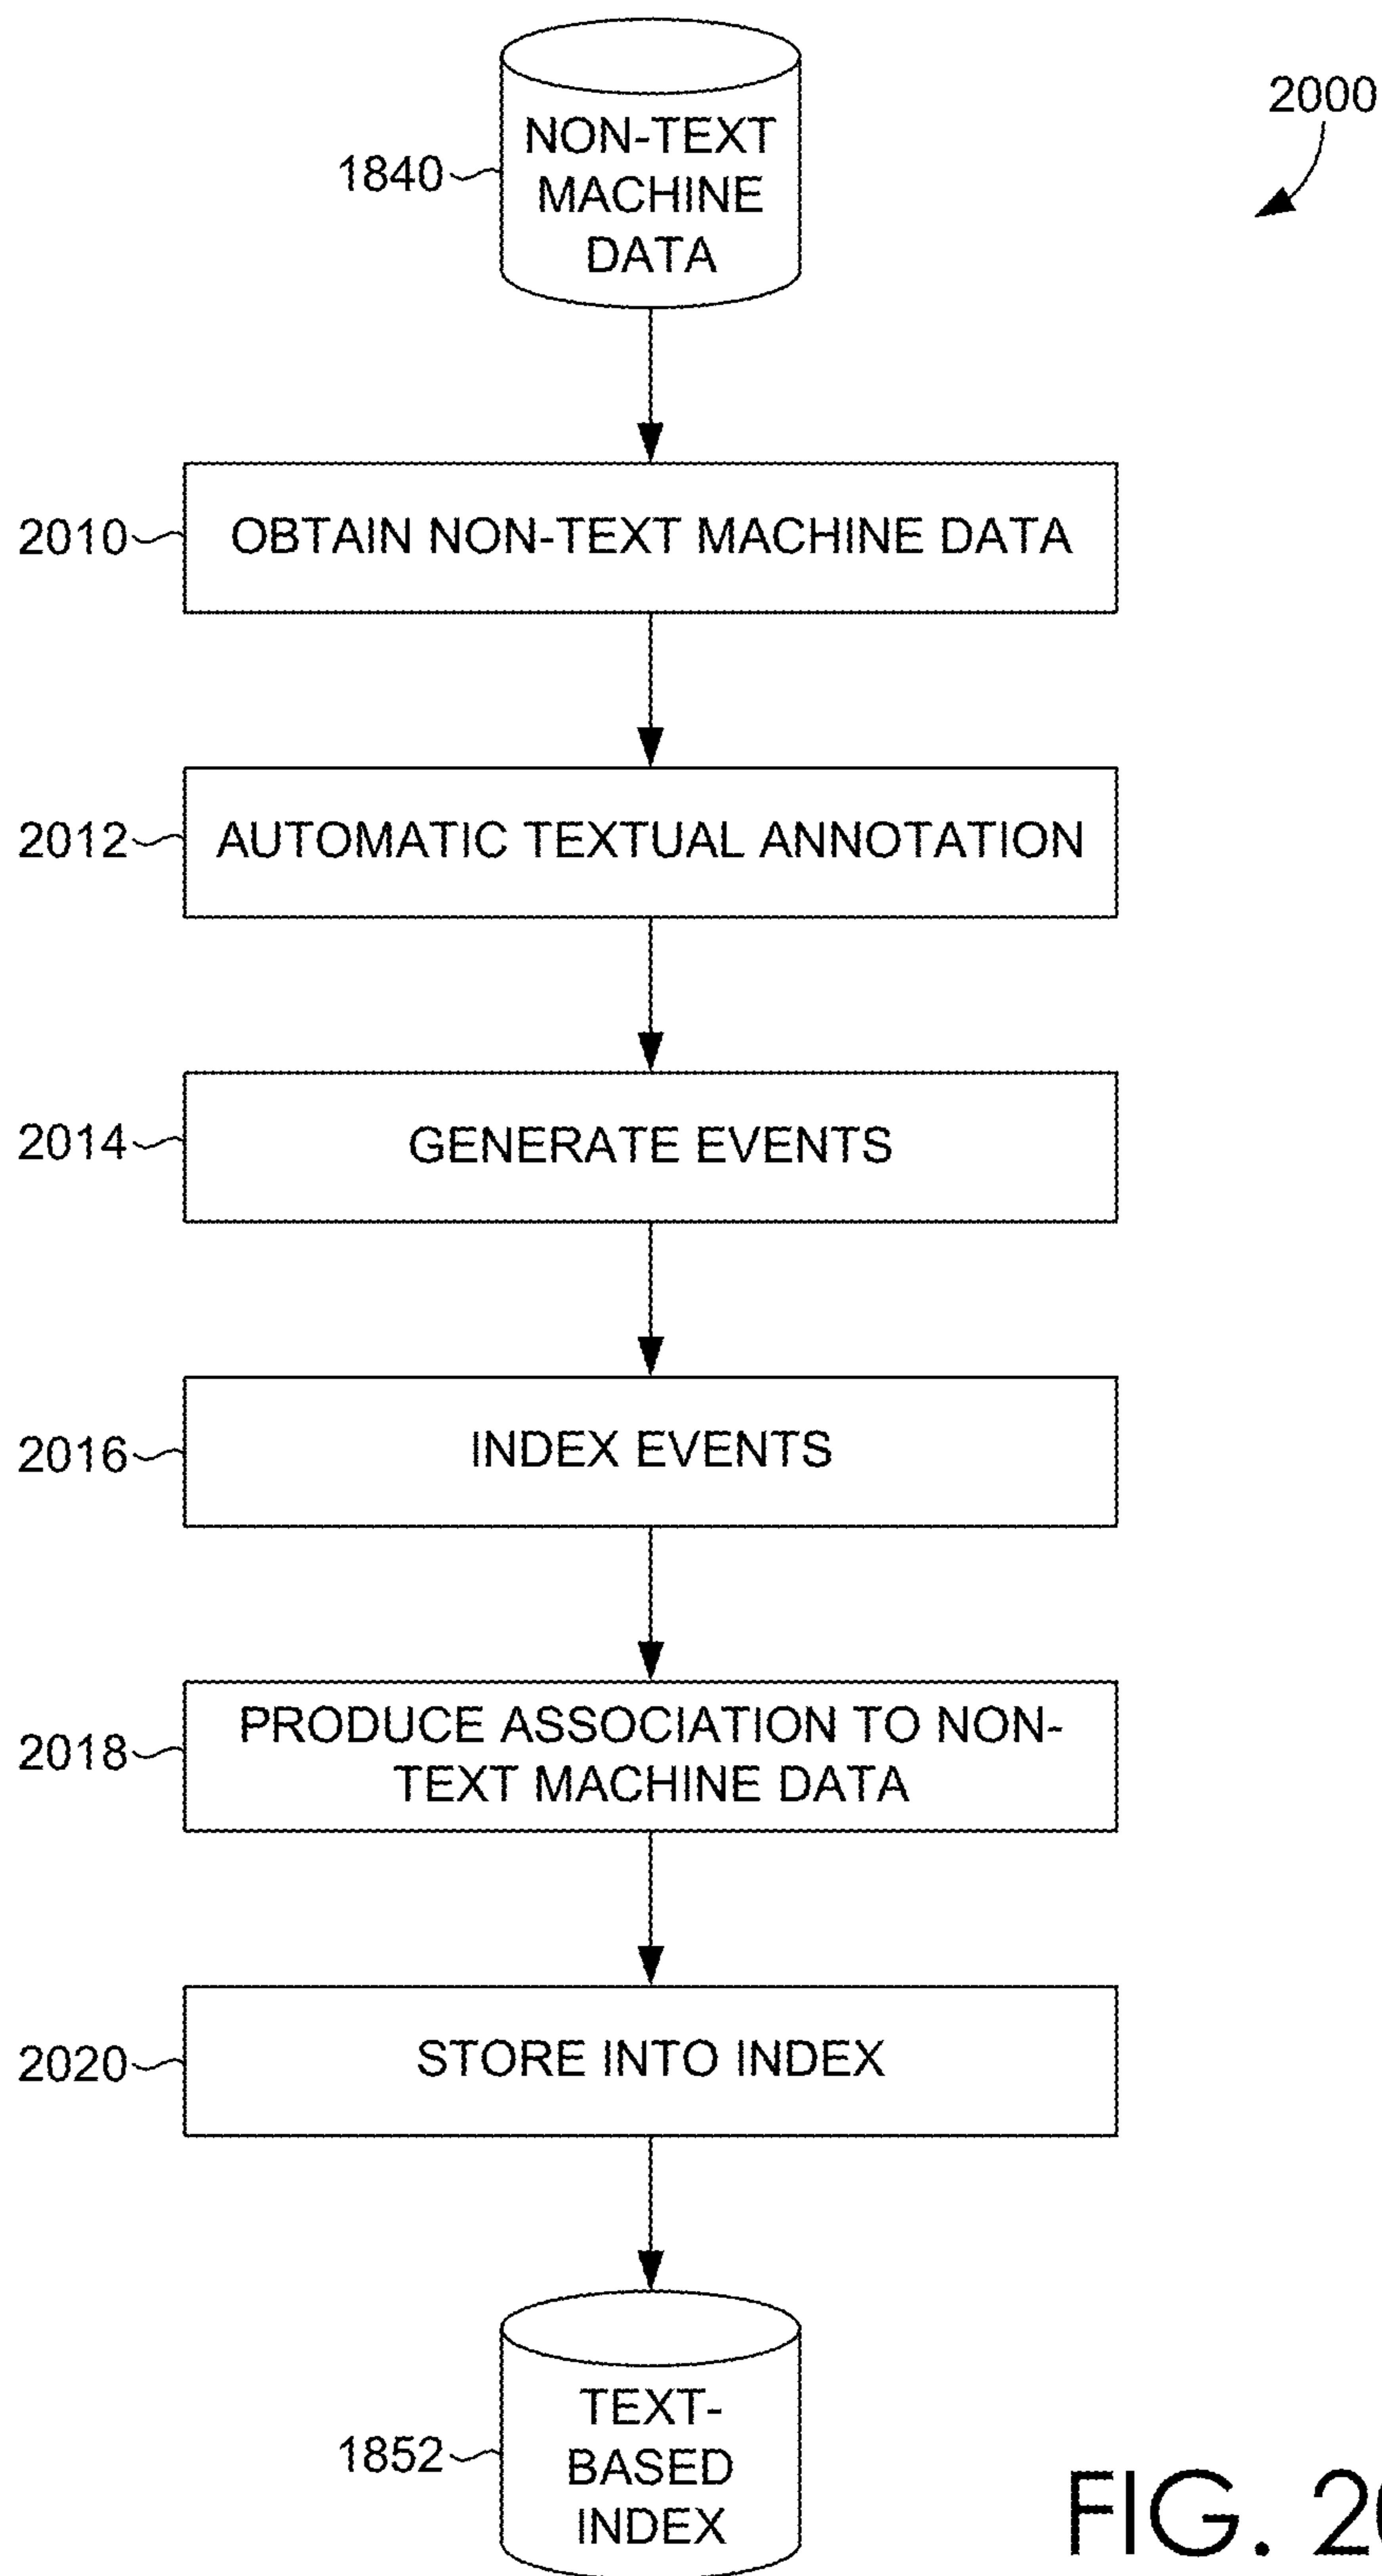 2000
NON-TEXT
MACHINE
DATA
1840
2010
OBTAIN NON-TEXT MACHINE DATA
2012
AUTOMATIC TEXTUAL ANNOTATION
2014
GENERATE EVENTS
2016
INDEX EVENTS
2018
PRODUCE ASSOCIATION TO NON-
TEXT MACHINE DATA
2020
STORE INTO INDEX
1852
TEXT-
BASED
INDEX
FIG. 20